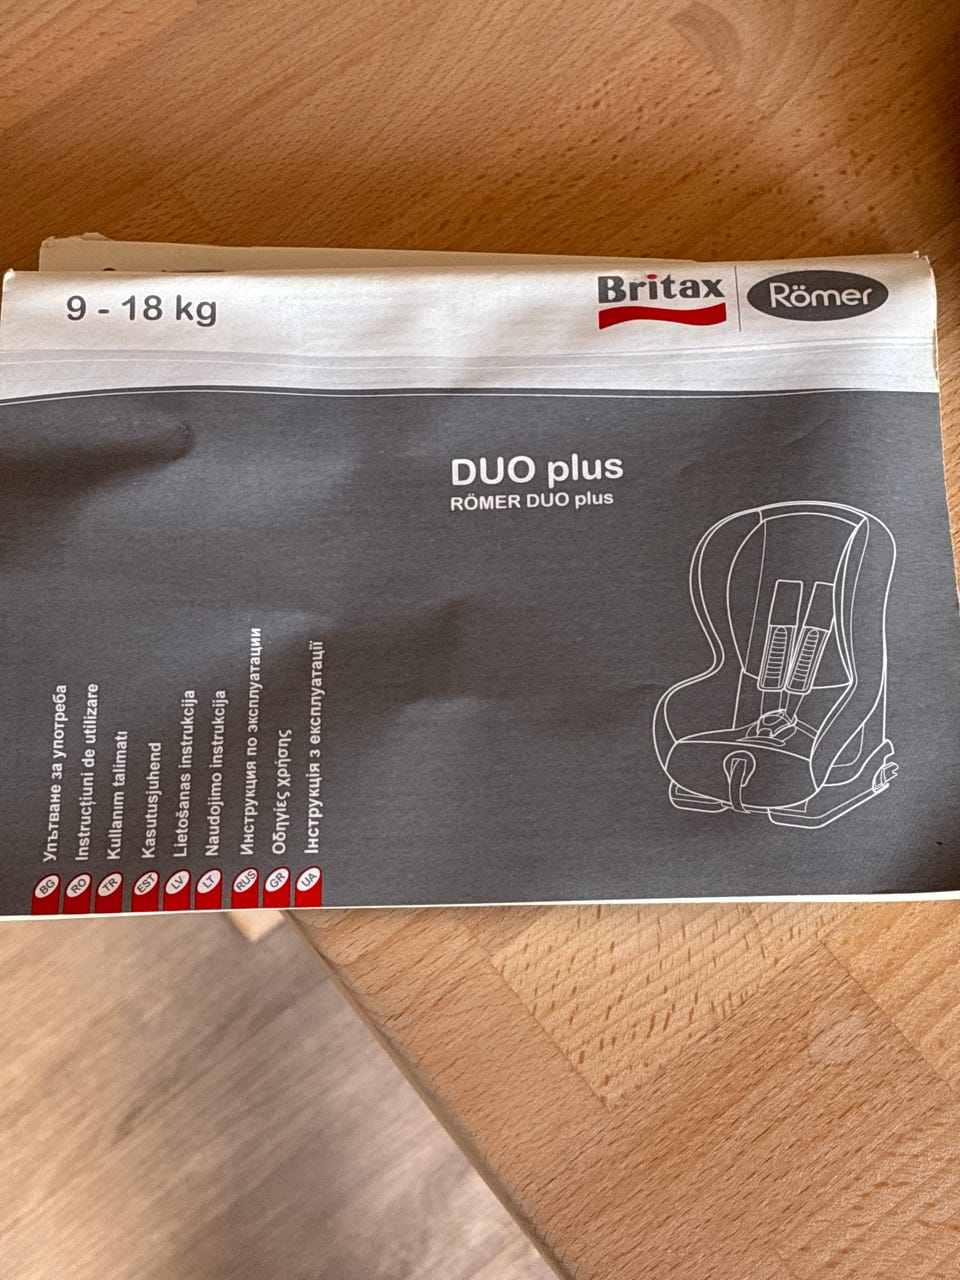 9 - 18 kg
Britax Römer
DUO plus
RÖMER DUO plus
BG Упътване за употреба
RO Instrucțiuni de utilizare
TR Kullanım talimatı
EST Kasutusjuhend
LV Lietošanas instrukcija
LT Naudojimo instrukcija
RUS Инструкция по эксплуатации
GR Οδηγίες χρήσης
UA Інструкція з експлуатації